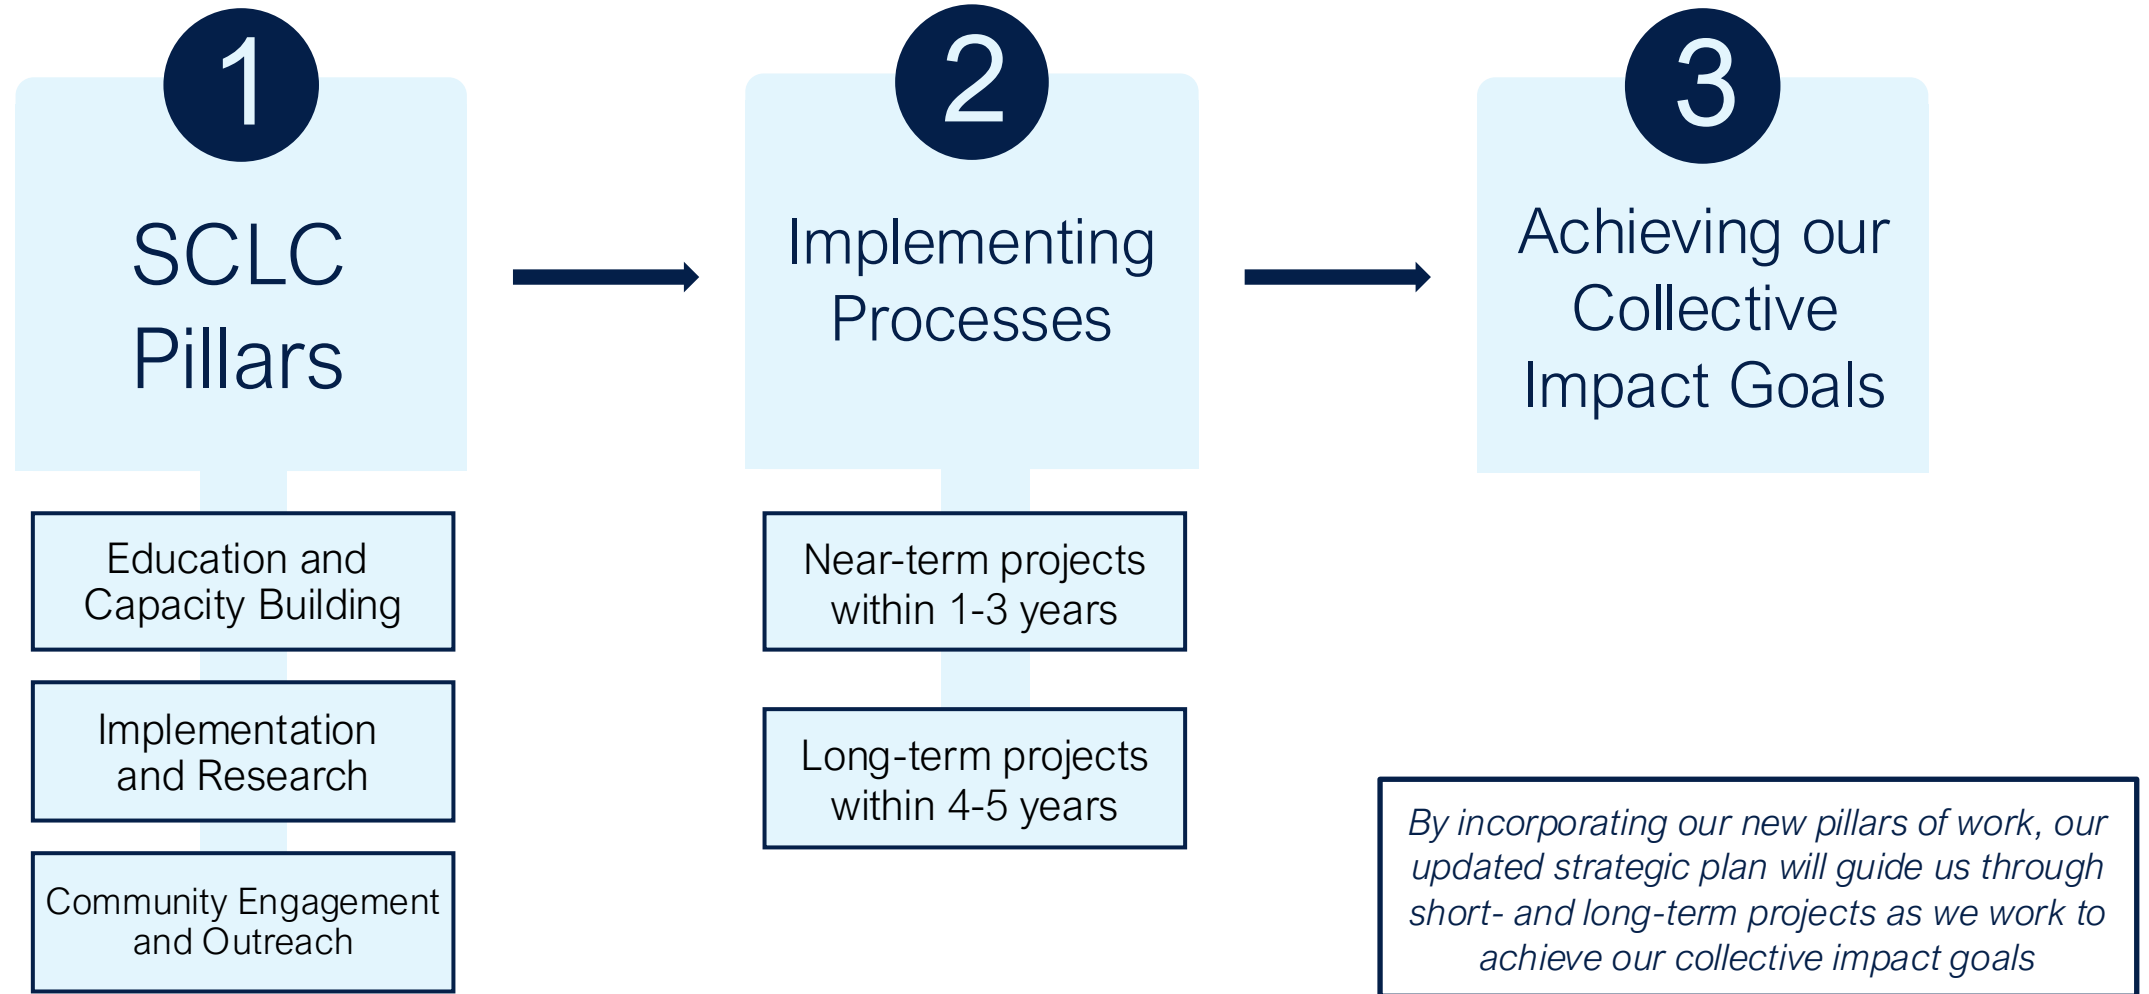 1
SCLC
Pillars
Education and
Capacity Building
Implementation
and Research
Community Engagement
and Outreach
2
Implementing
Processes
Near-term projects
within 1-3 years
Long-term projects
within 4-5 years
3
Achieving our
Collective
Impact Goals
By incorporating our new pillars of work, our
updated strategic plan will guide us through
short- and long-term projects as we work to
achieve our collective impact goals